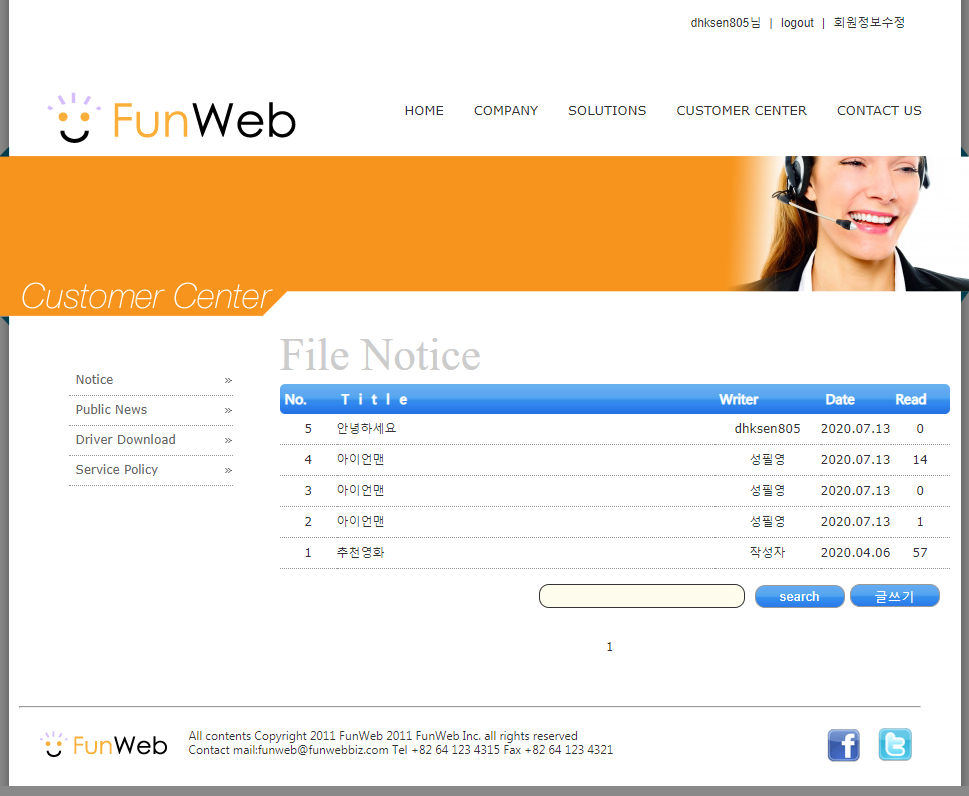 dhksen805님 | logout | 회원정보수정
FunWeb
HOME COMPANY SOLUTIONS CUSTOMER CENTER CONTACT US
Customer Center
File Notice
Notice »
Public News »
Driver Download »
Service Policy »
No. Title Writer Date Read
5 안녕하세요 dhksen805 2020.07.13 0
4 아이언맨 성필영 2020.07.13 14
3 아이언맨 성필영 2020.07.13 0
2 아이언맨 성필영 2020.07.13 1
1 추천영화 작성자 2020.04.06 57
search 글쓰기
1
FunWeb
All contents Copyright 2011 FunWeb 2011 FunWeb Inc. all rights reserved
Contact mail:funweb@funwebbiz.com Tel +82 64 123 4315 Fax +82 64 123 4321